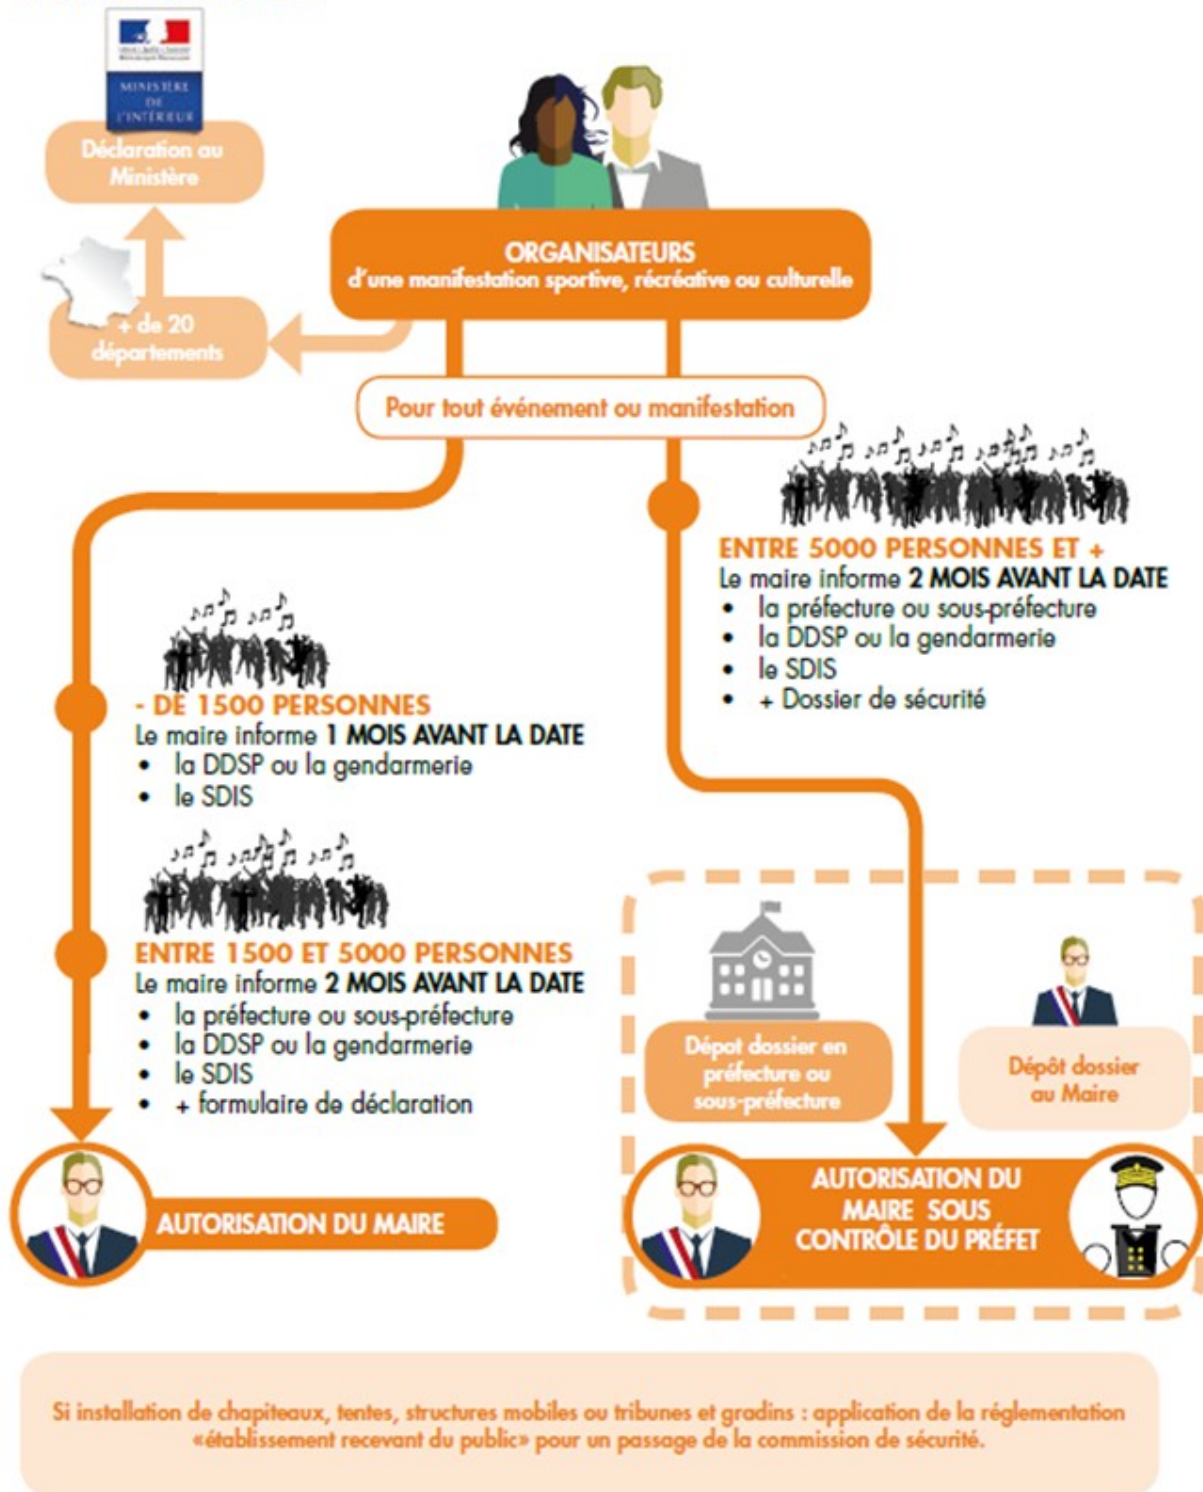 MINISTÈRE
DE
L'INTÉRIEUR
Déclaration au
Ministère
ORGANISATEURS
d'une manifestation sportive, récréative ou culturelle
+ de 20
départements
Pour tout événement ou manifestation
ENTRE 5000 PERSONNES ET +
Le maire informe 2 MOIS AVANT LA DATE
• la préfecture ou sous-préfecture
• la DDSP ou la gendarmerie
• le SDIS
• + Dossier de sécurité
- DE 1500 PERSONNES
Le maire informe 1 MOIS AVANT LA DATE
• la DDSP ou la gendarmerie
• le SDIS
ENTRE 1500 ET 5000 PERSONNES
Le maire informe 2 MOIS AVANT LA DATE
• la préfecture ou sous-préfecture
• la DDSP ou la gendarmerie
• le SDIS
• + formulaire de déclaration
AUTORISATION DU MAIRE
Dépot dossier en
préfecture ou
sous-préfecture
Dépôt dossier
au Maire
AUTORISATION DU
MAIRE SOUS
CONTRÔLE DU PRÉFET
Si installation de chapiteaux, tentes, structures mobiles ou tribunes et gradins : application de la réglementation
«établissement recevant du public» pour un passage de la commission de sécurité.